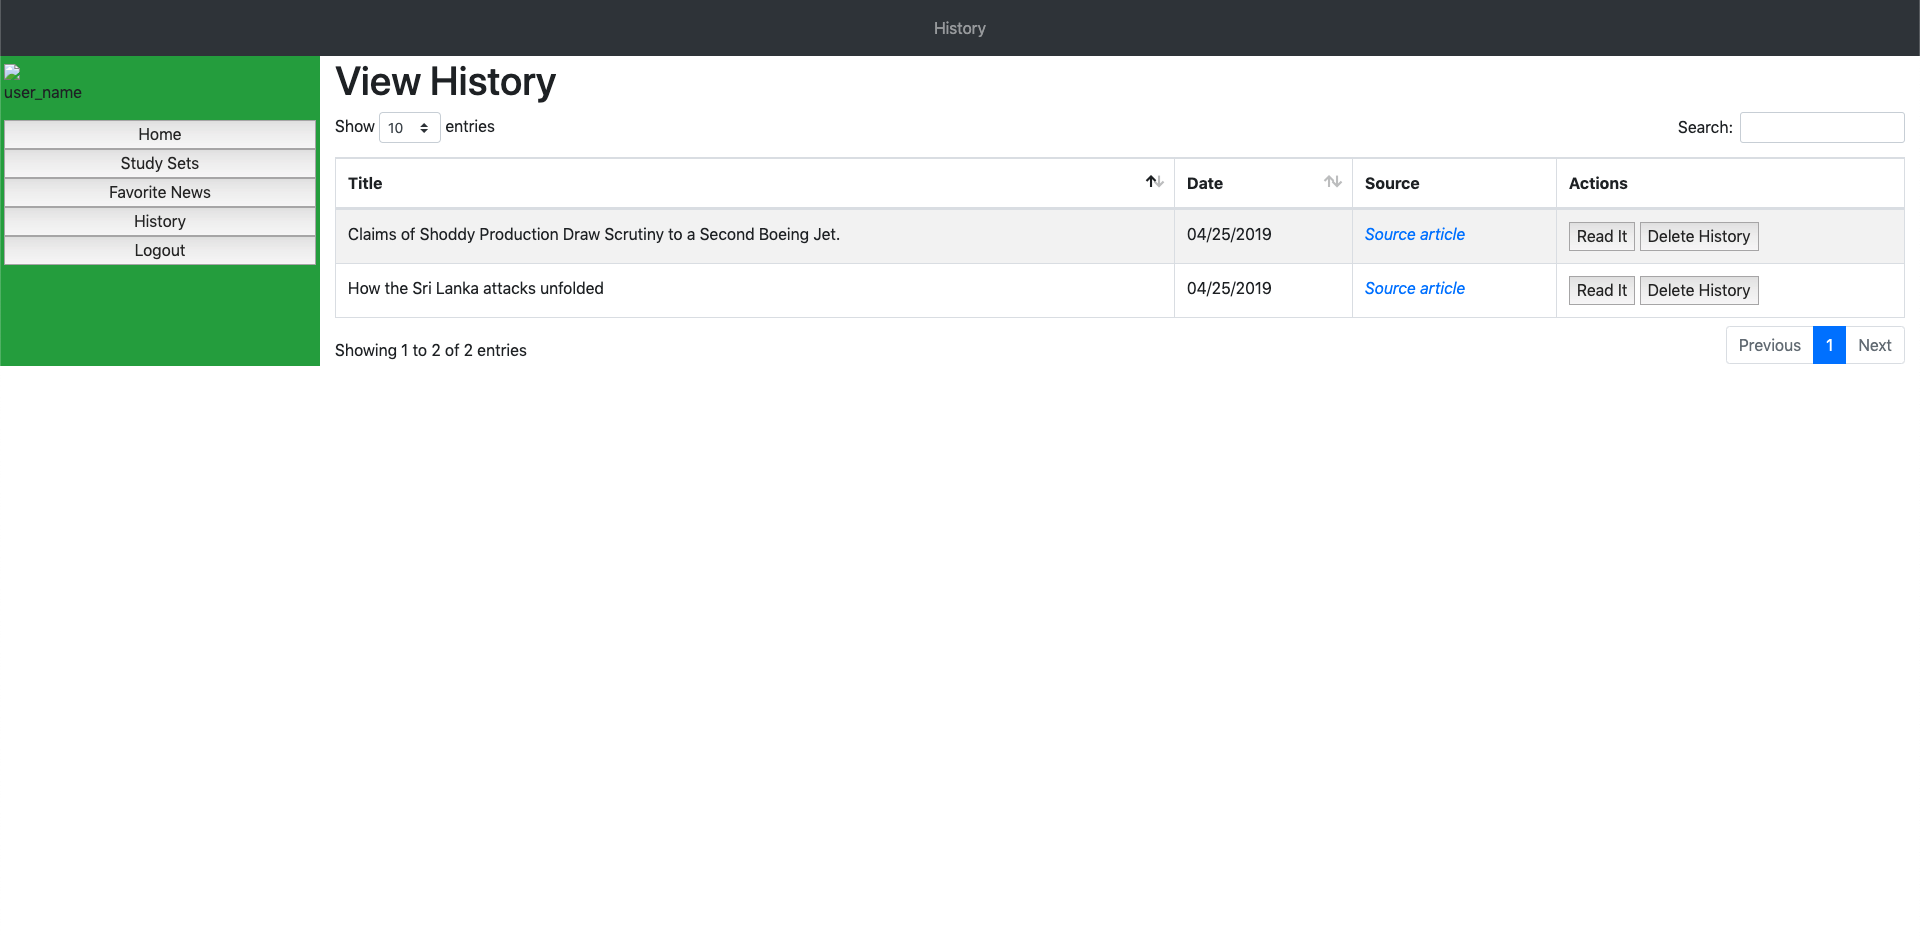 History
user_name
Home
Study Sets
Favorite News
History
Logout
View History
Show 10 entries
Search:
Title Date Source Actions
Claims of Shoddy Production Draw Scrutiny to a Second Boeing Jet. 04/25/2019 Source article Read It Delete History
How the Sri Lanka attacks unfolded 04/25/2019 Source article Read It Delete History
Showing 1 to 2 of 2 entries
Previous 1 Next